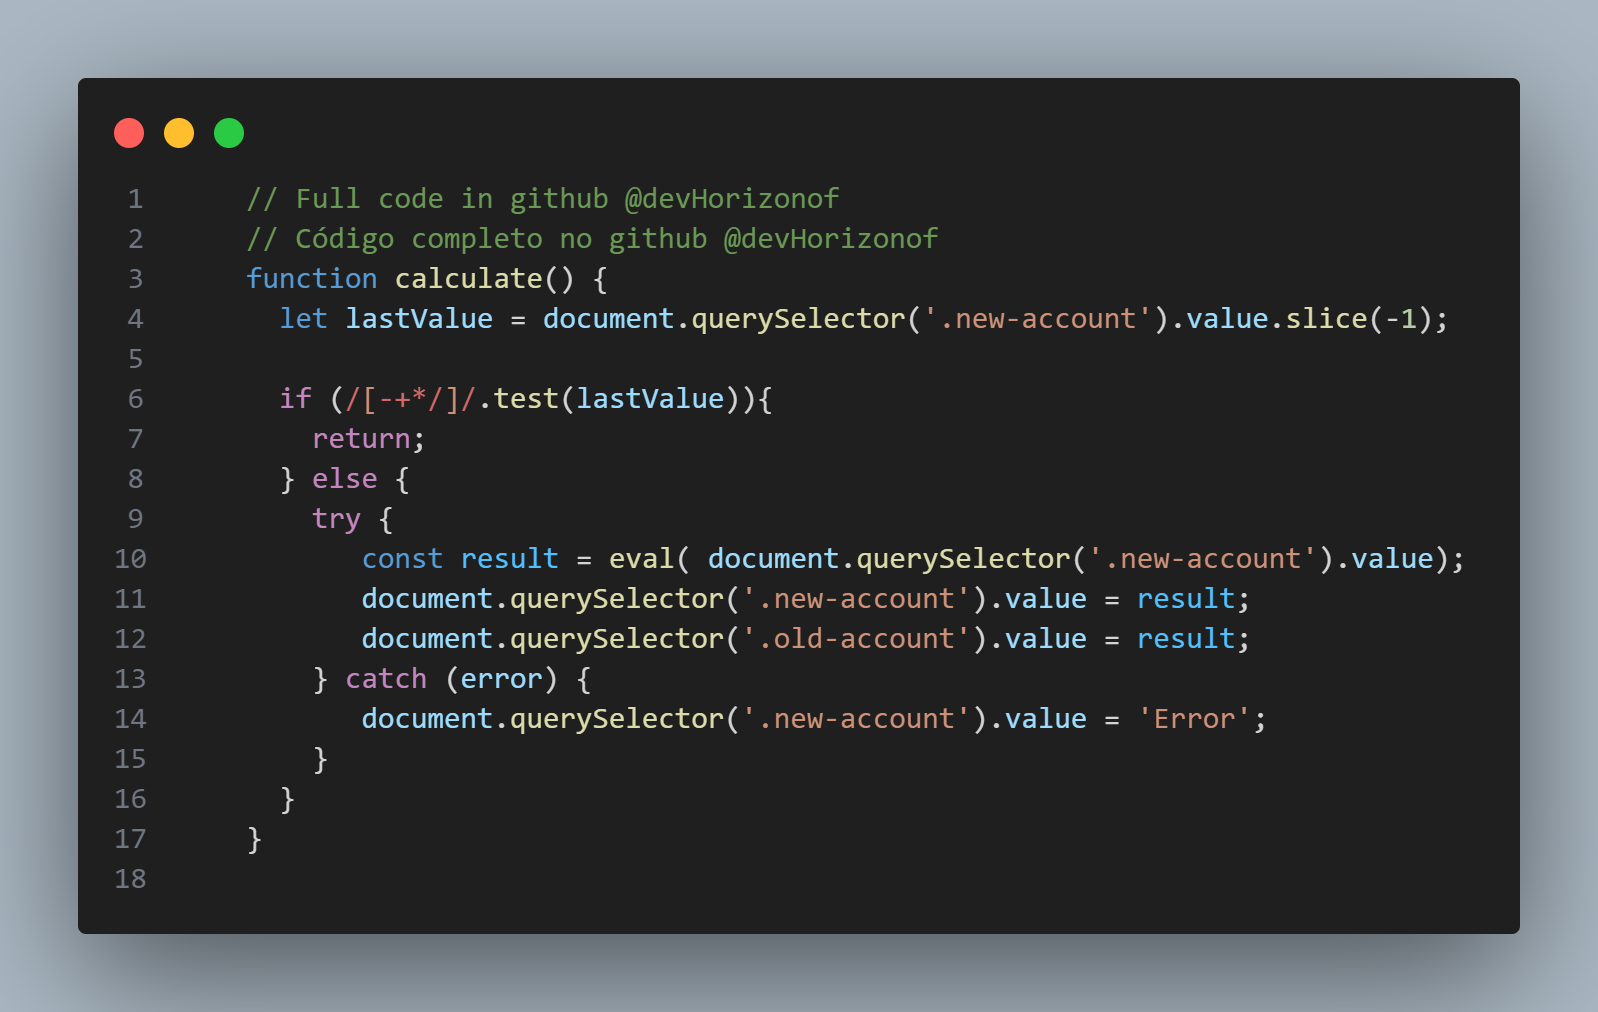 1 // Full code in github @devHorizonof
2 // Código completo no github @devHorizonof
3 function calculate() {
4 let lastValue = document.querySelector('.new-account').value.slice(-1);
5
6 if (/[-+*/]/.test(lastValue)){
7 return;
8 } else {
9 try {
10 const result = eval( document.querySelector('.new-account').value);
11 document.querySelector('.new-account').value = result;
12 document.querySelector('.old-account').value = result;
13 } catch (error) {
14 document.querySelector('.new-account').value = 'Error';
15 }
16 }
17 }
18